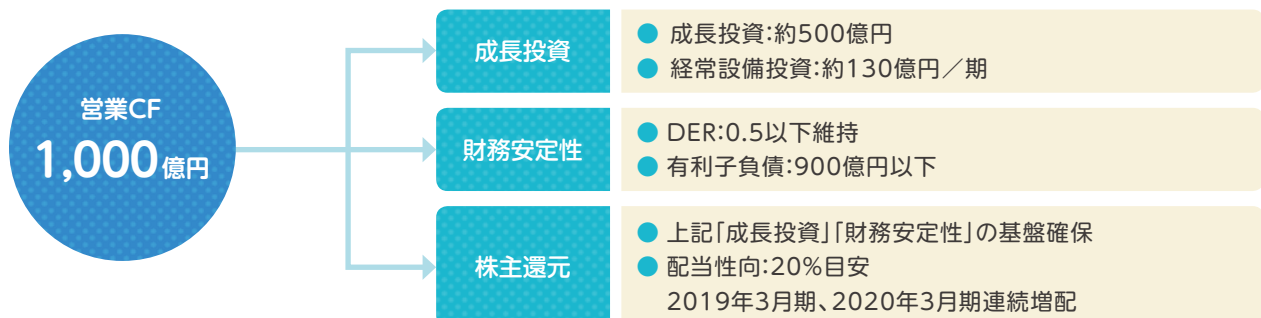 営業CF
1,000億円
成長投資
● 成長投資:約500億円
● 経常設備投資:約130億円／期
財務安定性
● DER:0.5以下維持
● 有利子負債:900億円以下
株主還元
● 上記「成長投資」「財務安定性」の基盤確保
● 配当性向:20%目安
2019年3月期、2020年3月期連続増配